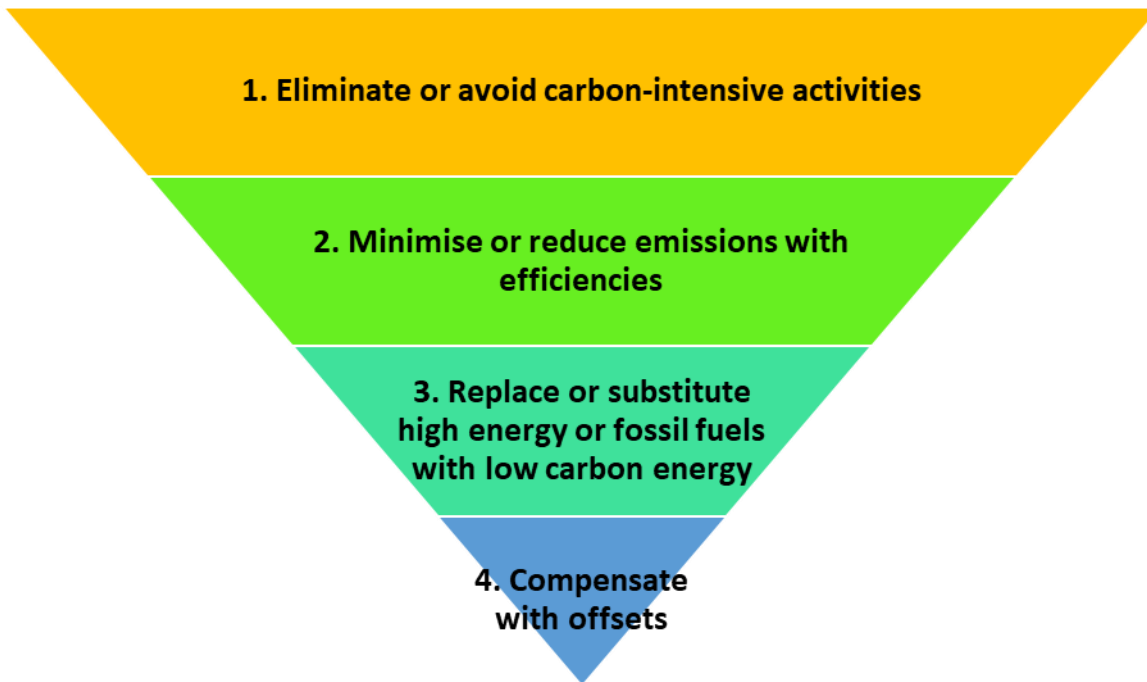 1. Eliminate or avoid carbon-intensive activities
2. Minimise or reduce emissions with
efficiencies
3. Replace or substitute
high energy or fossil fuels
with low carbon energy
4. Compensate
with offsets